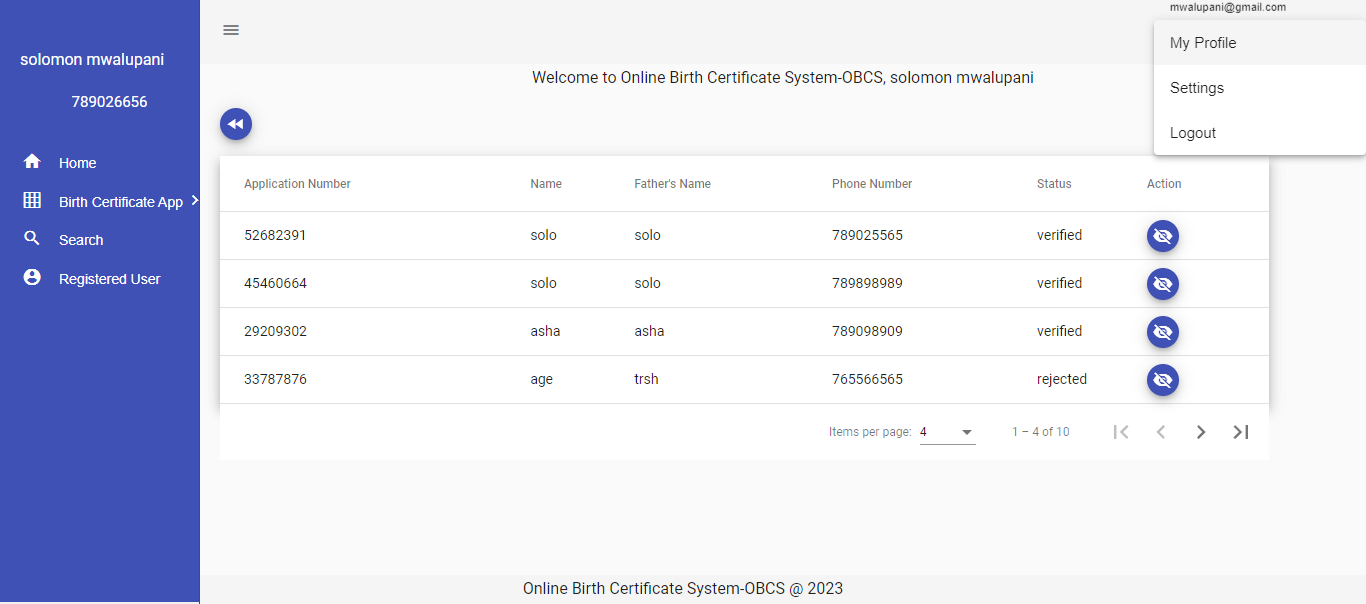 mwalupani@gmail.com
solomon mwalupani
789026656
Home
Birth Certificate App
Search
Registered User
My Profile
Settings
Logout
Welcome to Online Birth Certificate System-OBCS, solomon mwalupani
Application Number Name Father's Name Phone Number Status Action
52682391 solo solo 789025565 verified
45460664 solo solo 789898989 verified
29209302 asha asha 789098909 verified
33787876 age trsh 765566565 rejected
Items per page: 4 1 – 4 of 10
Online Birth Certificate System-OBCS @ 2023